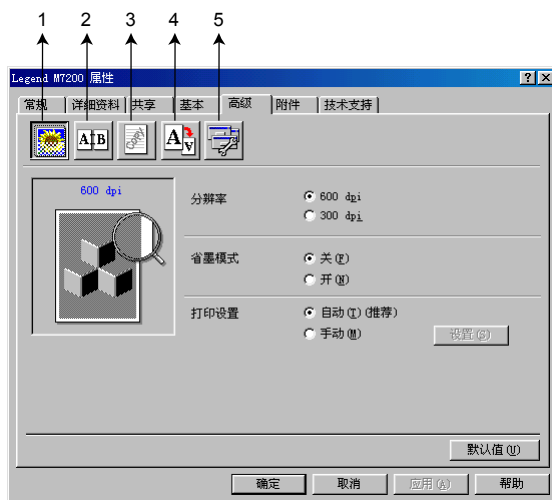 1 2 3 4 5
Legend M7200 属性
常规 详细资料 共享 基本 高级 附件 技术支持
A B Copy A A
600 dpi
分辨率
600 dpi
300 dpi
省墨模式
关(F)
开(N)
打印设置
自动(T)(推荐)
手动(M)
设置(S)
默认值(U)
确定 取消 应用(A) 帮助